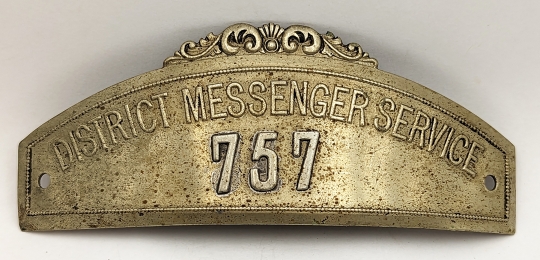 DISTRICT MESSENGER SERVICE
757